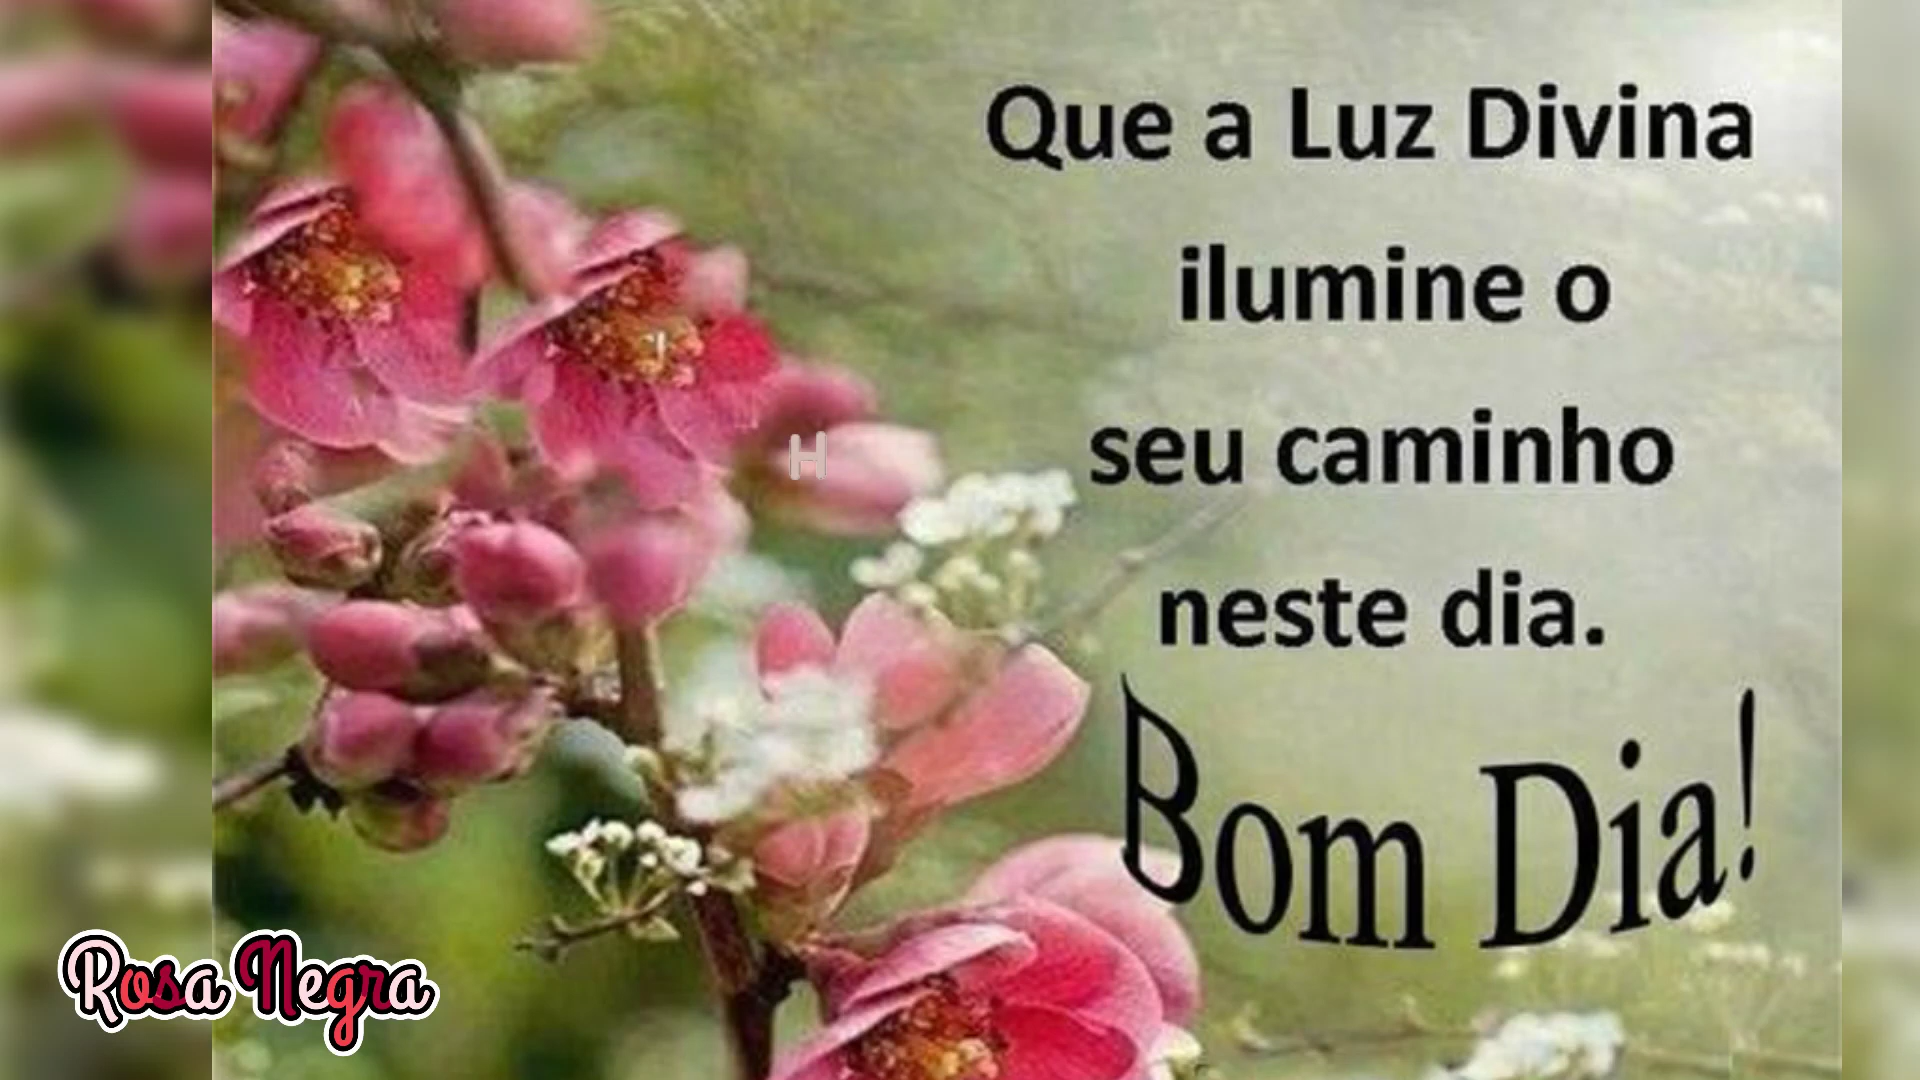 Que a Luz Divina
ilumine o
seu caminho
neste dia.
Bom Dia!
H
Rosa Negra